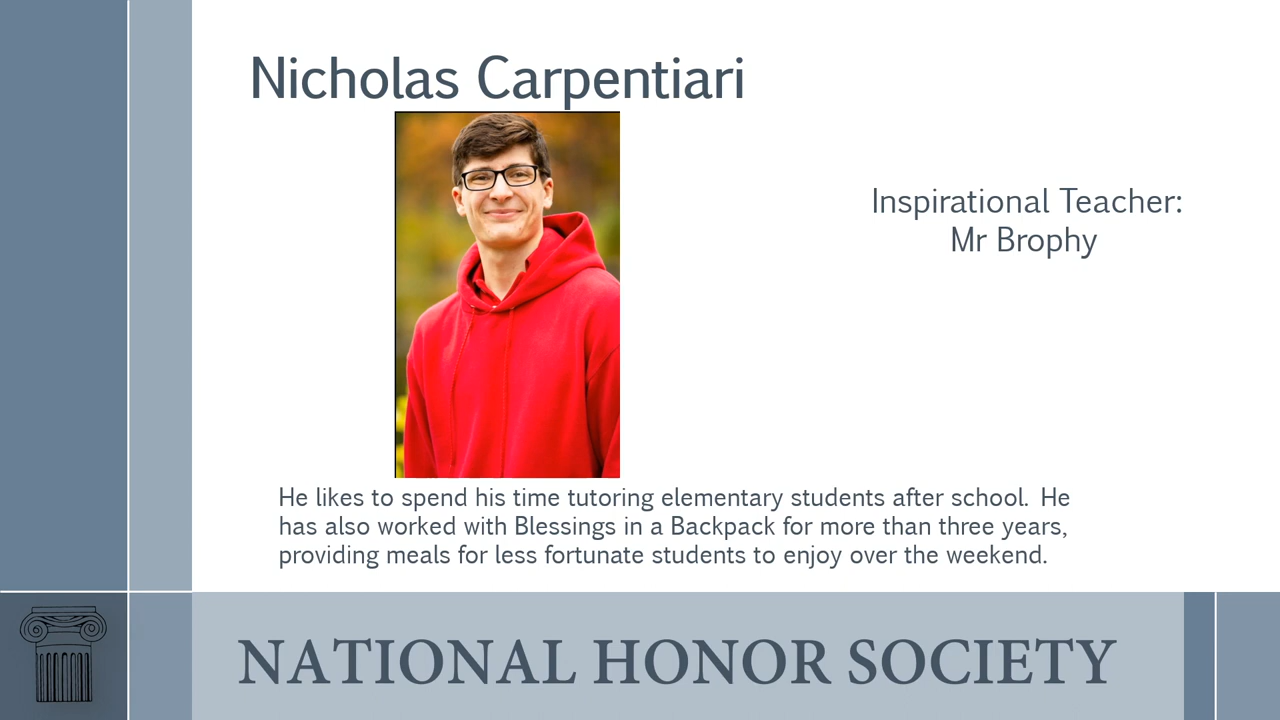 Nicholas Carpentiari
Inspirational Teacher:
Mr Brophy
He likes to spend his time tutoring elementary students after school. He
has also worked with Blessings in a Backpack for more than three years,
providing meals for less fortunate students to enjoy over the weekend.
NATIONAL HONOR SOCIETY